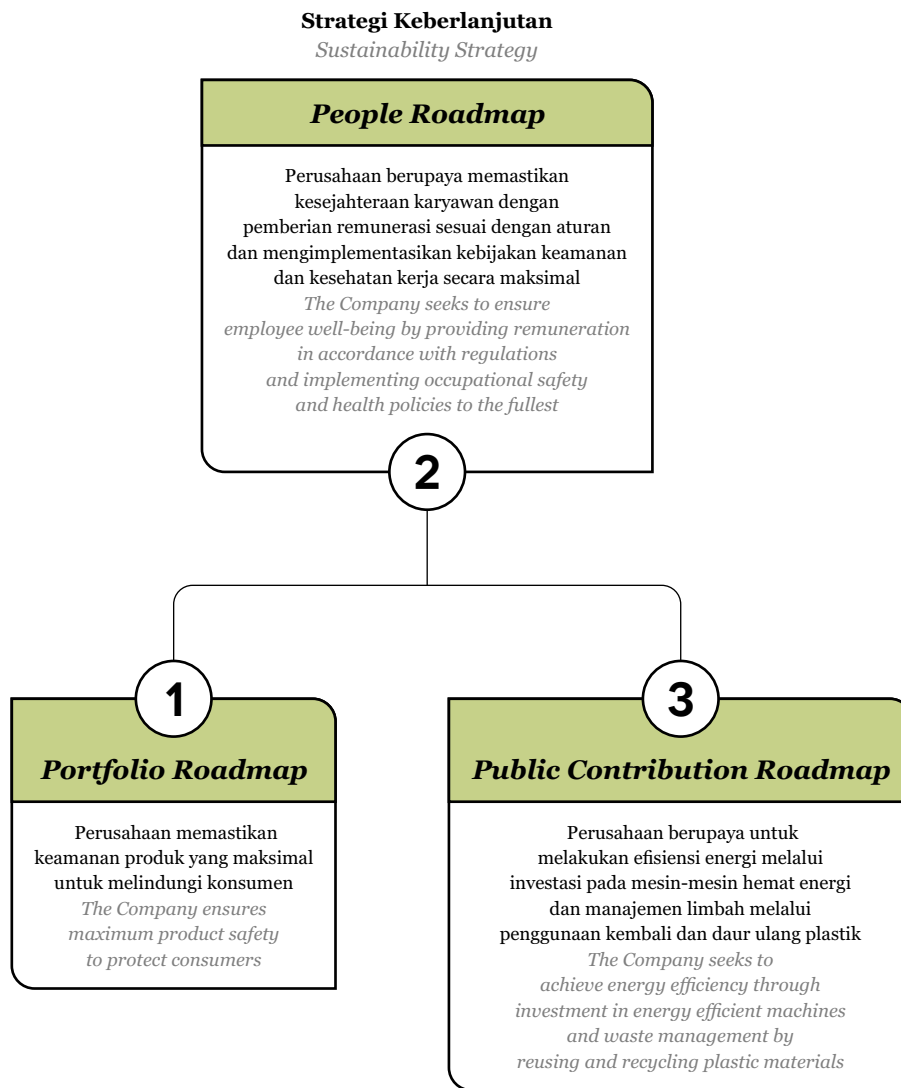 Strategi Keberlanjutan
Sustainability Strategy
People Roadmap
Perusahaan berupaya memastikan
kesejahteraan karyawan dengan
pemberian remunerasi sesuai dengan aturan
dan mengimplementasikan kebijakan keamanan
dan kesehatan kerja secara maksimal
The Company seeks to ensure
employee well-being by providing remuneration
in accordance with regulations
and implementing occupational safety
and health policies to the fullest
2
1
Portfolio Roadmap
Perusahaan memastikan
keamanan produk yang maksimal
untuk melindungi konsumen
The Company ensures
maximum product safety
to protect consumers
3
Public Contribution Roadmap
Perusahaan berupaya untuk
melakukan efisiensi energi melalui
investasi pada mesin-mesin hemat energi
dan manajemen limbah melalui
penggunaan kembali dan daur ulang plastik
The Company seeks to
achieve energy efficiency through
investment in energy efficient machines
and waste management by
reusing and recycling plastic materials